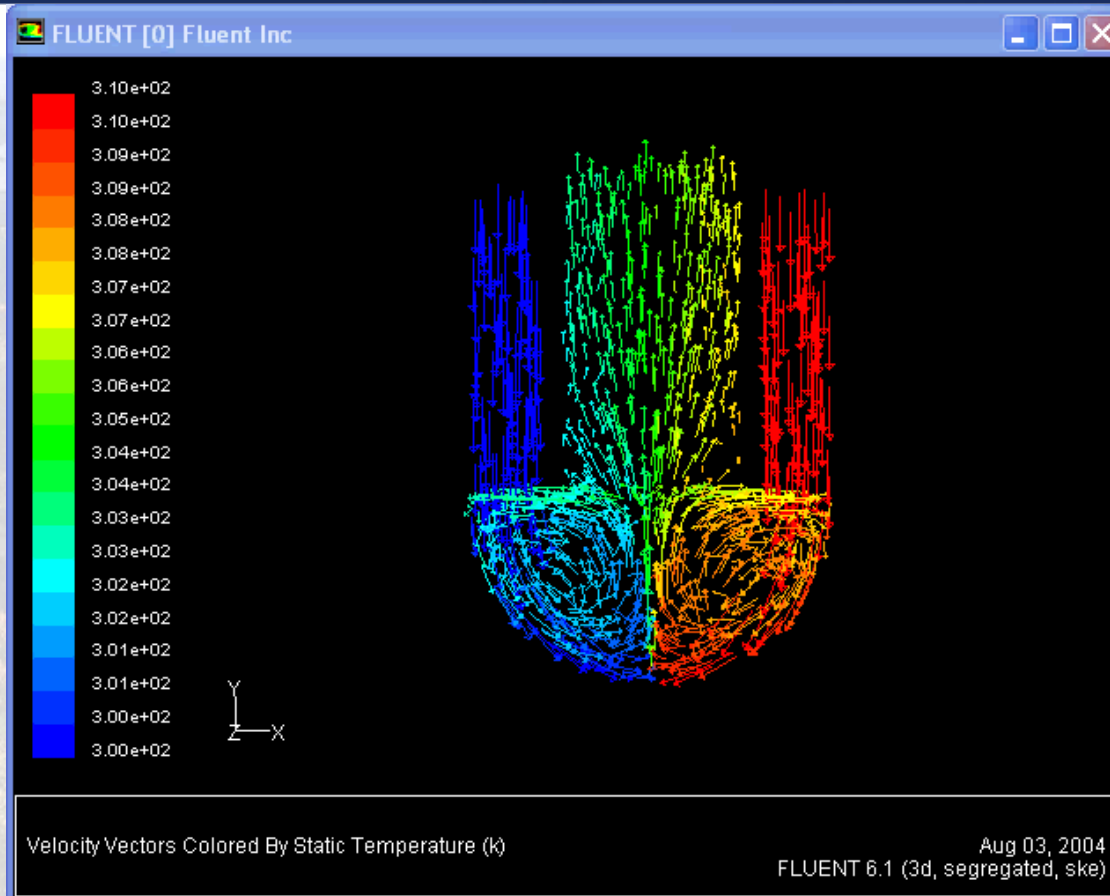 FLUENT [0] Fluent Inc
3.10e+02
3.10e+02
3.09e+02
3.09e+02
3.08e+02
3.08e+02
3.07e+02
3.07e+02
3.06e+02
3.06e+02
3.05e+02
3.04e+02
3.04e+02
3.03e+02
3.03e+02
3.02e+02
3.02e+02
3.01e+02
3.01e+02
3.00e+02
3.00e+02
Y
Z X
Velocity Vectors Colored By Static Temperature (k)
Aug 03, 2004
FLUENT 6.1 (3d, segregated, ske)